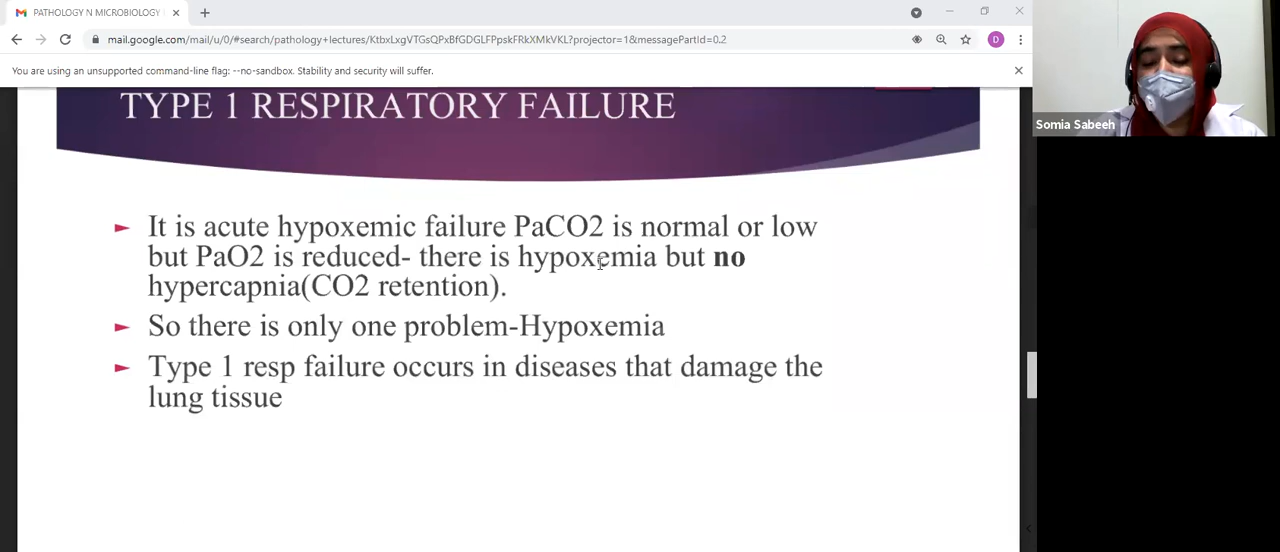 PATHOLOGY N MICROBIOLOGY
mail.google.com/mail/u/0/#search/pathology+lectures/KtbxLxgVTGsQPxBfGDGLFPpskFRkXMkVKL?projector=1&messagePartId=0.2
D
You are using an unsupported command-line flag: --no-sandbox. Stability and security will suffer.
TYPE 1 RESPIRATORY FAILURE
Somia Sabeeh
It is acute hypoxemic failure PaCO2 is normal or low
but PaO2 is reduced- there is hypoxemia but no
hypercapnia(CO2 retention).
So there is only one problem-Hypoxemia
Type 1 resp failure occurs in diseases that damage the
lung tissue